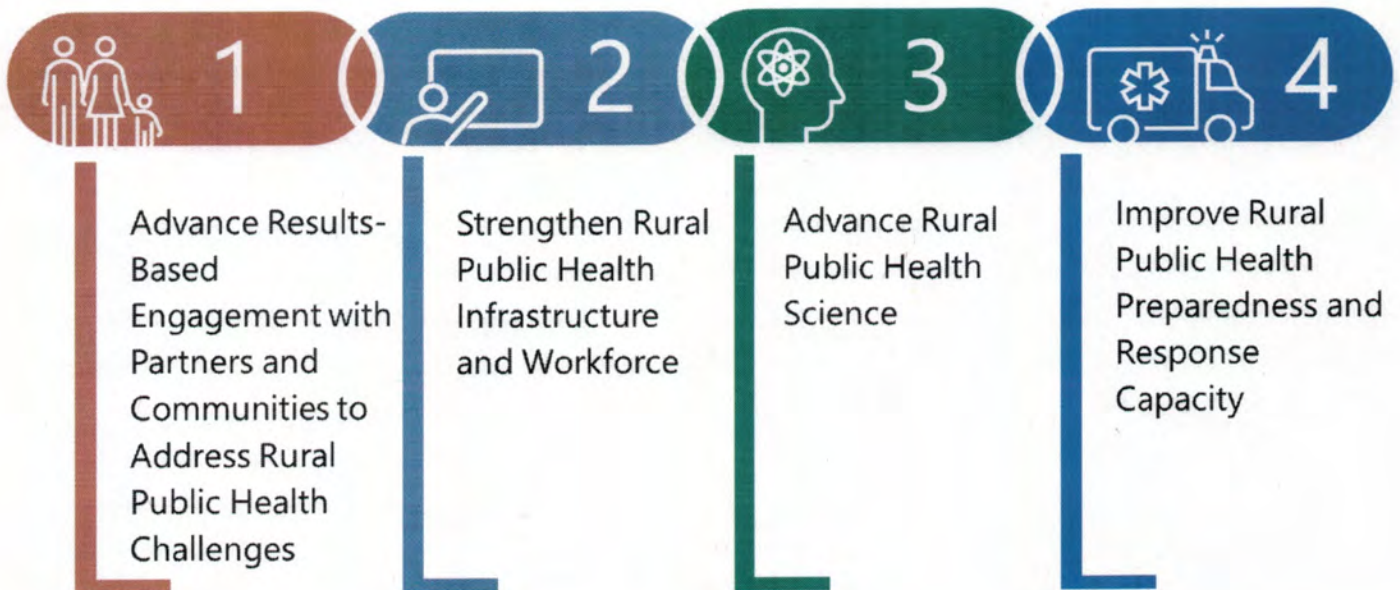 1
Advance Results-
Based
Engagement with
Partners and
Communities to
Address Rural
Public Health
Challenges
2
Strengthen Rural
Public Health
Infrastructure
and Workforce
3
Advance Rural
Public Health
Science
4
Improve Rural
Public Health
Preparedness and
Response
Capacity